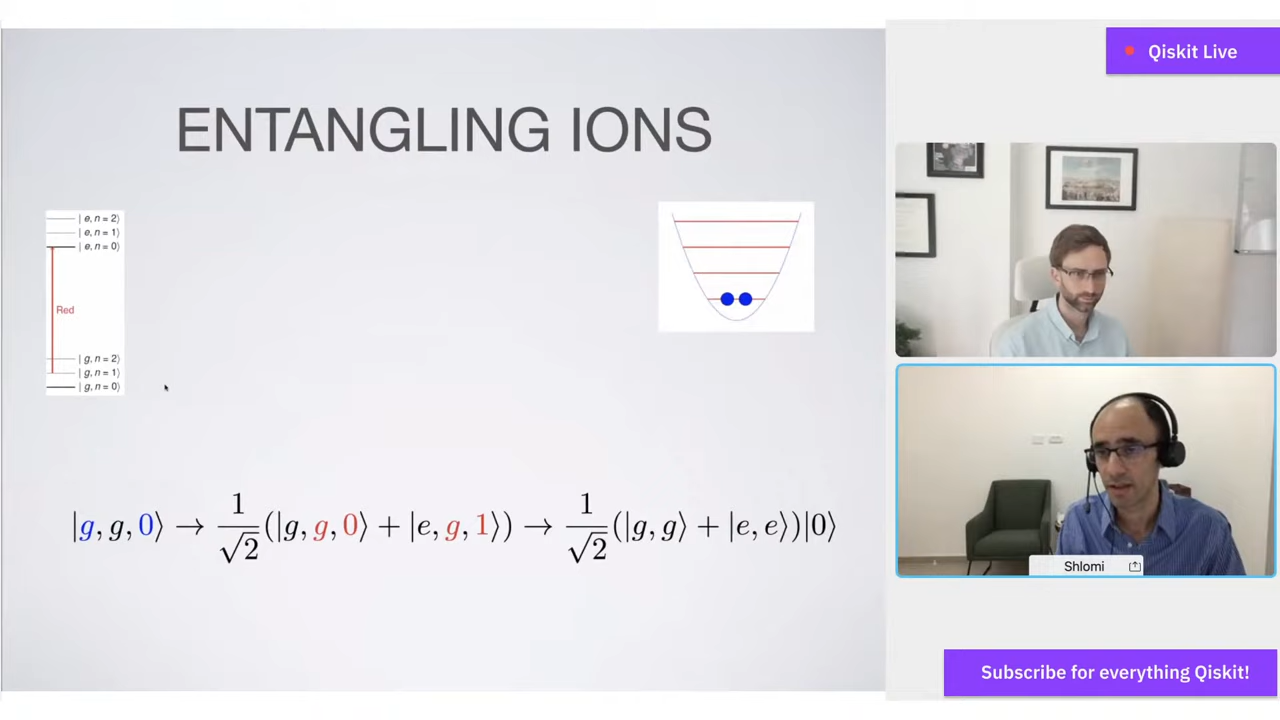 Qiskit Live
ENTANGLING IONS
| e, n = 2⟩
| e, n = 1⟩
| e, n = 0⟩
Red
| g, n = 2⟩
| g, n = 1⟩
| g, n = 0⟩
|g, g, 0⟩ → 1/√2 (|g, g, 0⟩ + |e, g, 1⟩) → 1/√2 (|g, g⟩ + |e, e⟩)|0⟩
Shlomi
Subscribe for everything Qiskit!